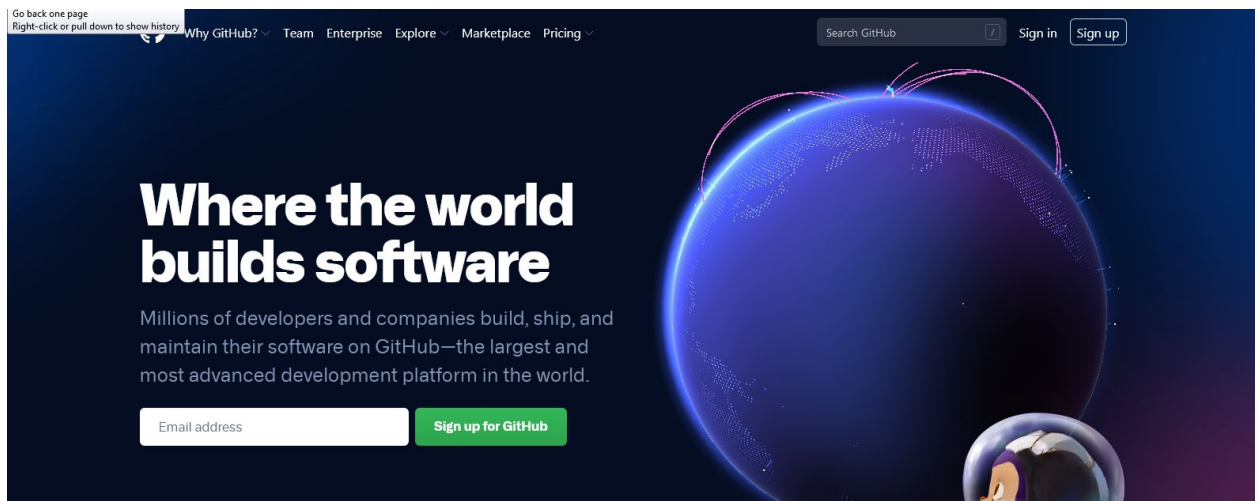 Go back one page
Right-click or pull down to show history
Why GitHub? Team Enterprise Explore Marketplace Pricing Search GitHub / Sign in Sign up
Where the world
builds software
Millions of developers and companies build, ship, and
maintain their software on GitHub—the largest and
most advanced development platform in the world.
Email address Sign up for GitHub